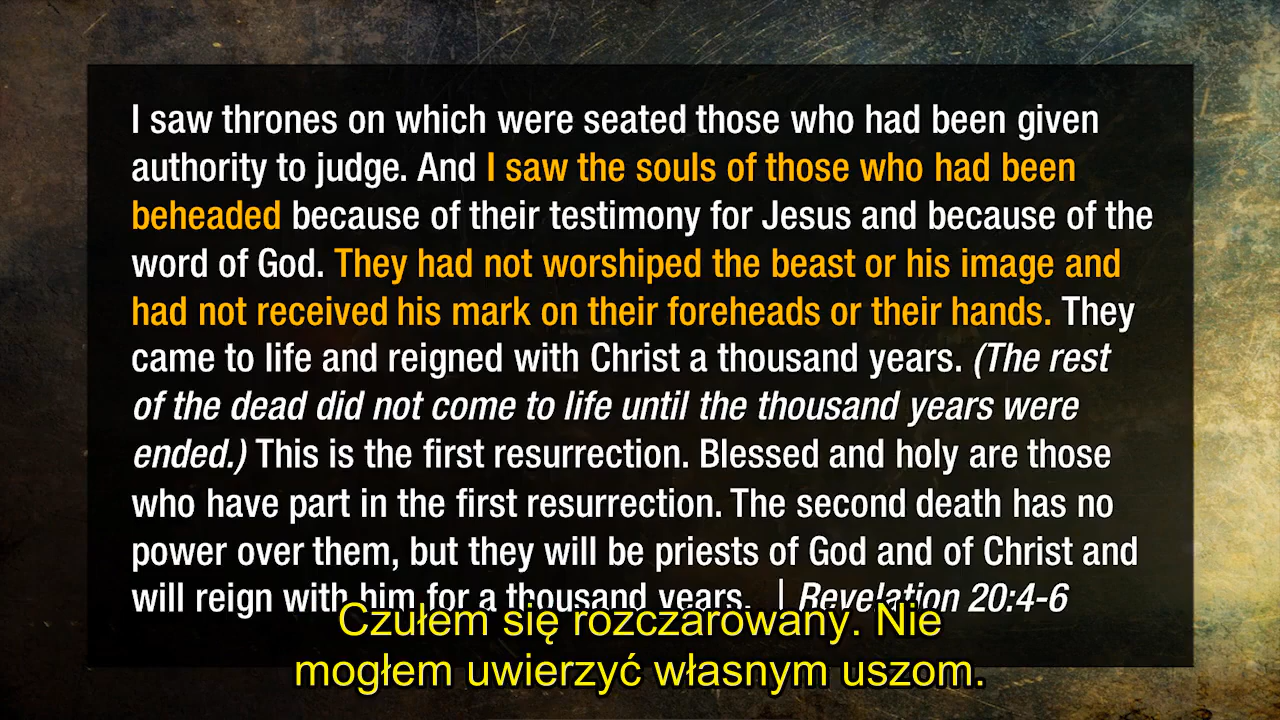 I saw thrones on which were seated those who had been given
authority to judge. And I saw the souls of those who had been
beheaded because of their testimony for Jesus and because of the
word of God. They had not worshiped the beast or his image and
had not received his mark on their foreheads or their hands. They
came to life and reigned with Christ a thousand years. (The rest
of the dead did not come to life until the thousand years were
ended.) This is the first resurrection. Blessed and holy are those
who have part in the first resurrection. The second death has no
power over them, but they will be priests of God and of Christ and
will reign with him for a thousand years. | Revelation 20:4-6
Czułem się rozczarowany. Nie
mogłem uwierzyć własnym uszom.